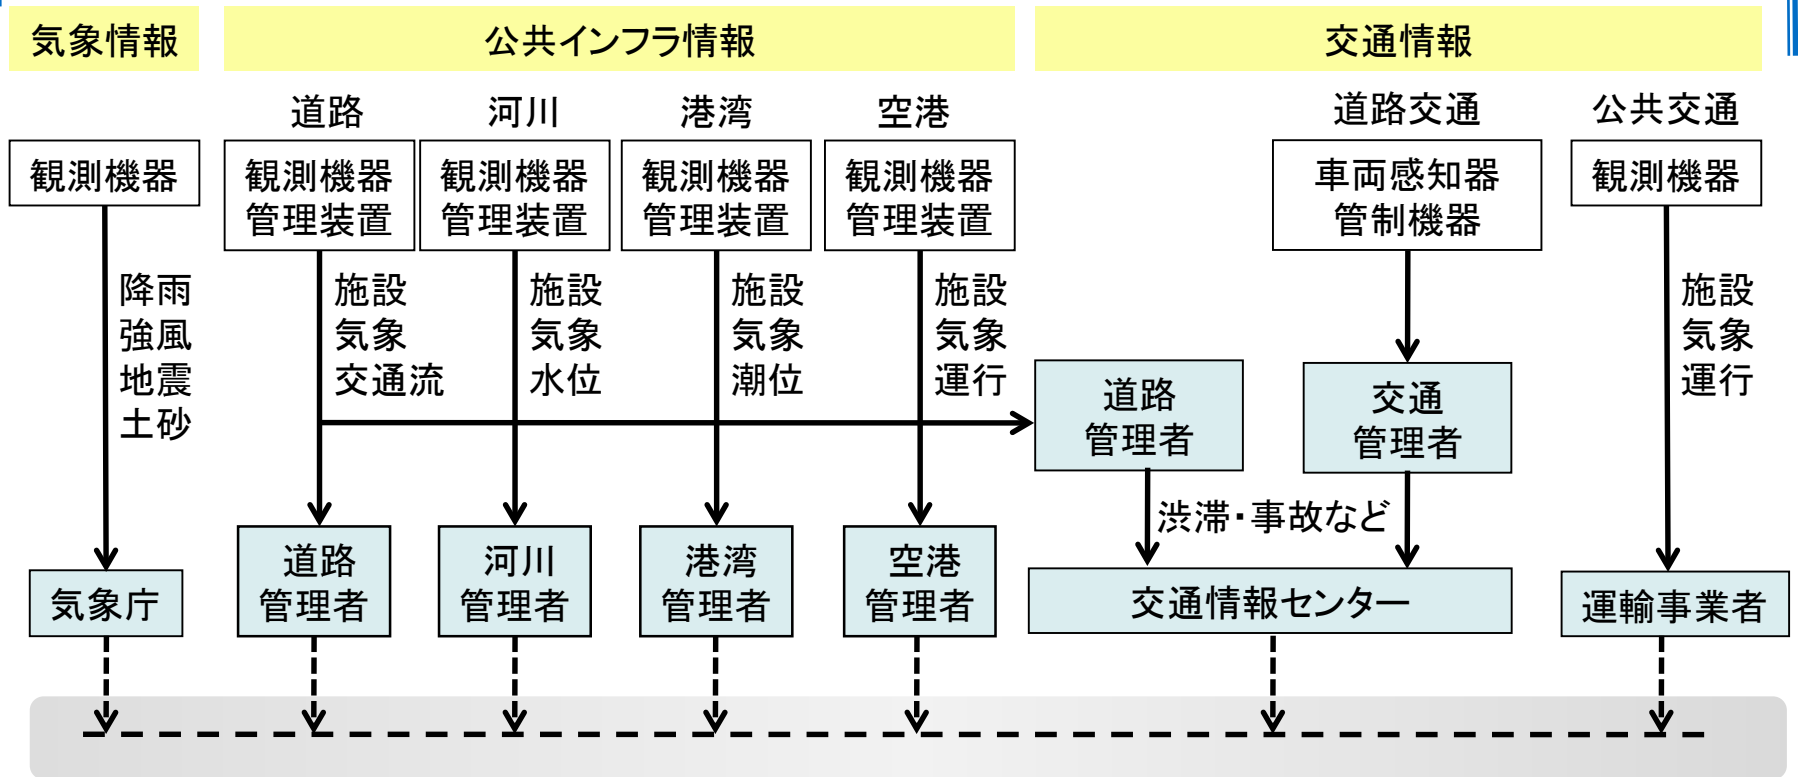 気象情報
公共インフラ情報
交通情報
道路
河川
港湾
空港
道路交通
公共交通
観測機器
観測機器
管理装置
観測機器
管理装置
観測機器
管理装置
観測機器
管理装置
車両感知器
管制機器
観測機器
降雨
強風
地震
土砂
施設
気象
交通流
施設
気象
水位
施設
気象
潮位
施設
気象
運行
施設
気象
運行
道路
管理者
交通
管理者
渋滞・事故など
気象庁
道路
管理者
河川
管理者
港湾
管理者
空港
管理者
交通情報センター
運輸事業者